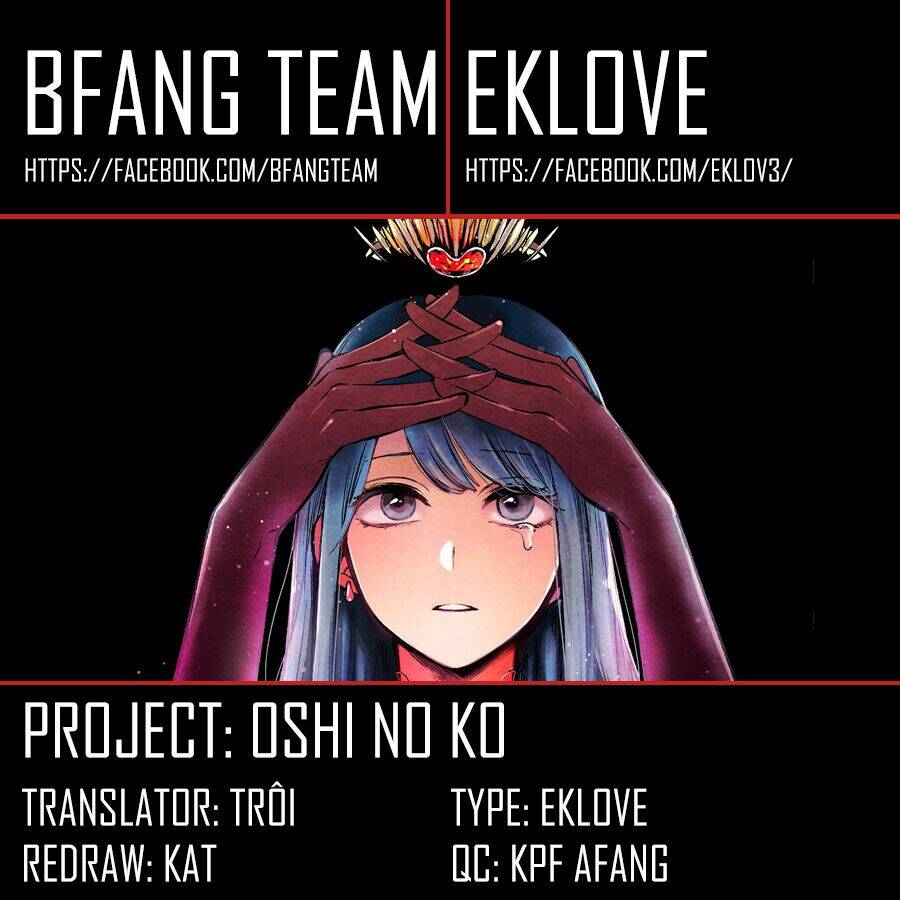 BFANG TEAM
HTTPS://FACEBOOK.COM/BFANGTEAM
EKLOVE
HTTPS://FACEBOOK.COM/EKLOV3/
PROJECT: OSHI NO KO
TRANSLATOR: TRÔI
TYPE: EKLOVE
REDRAW: KAT
QC: KPF AFANG